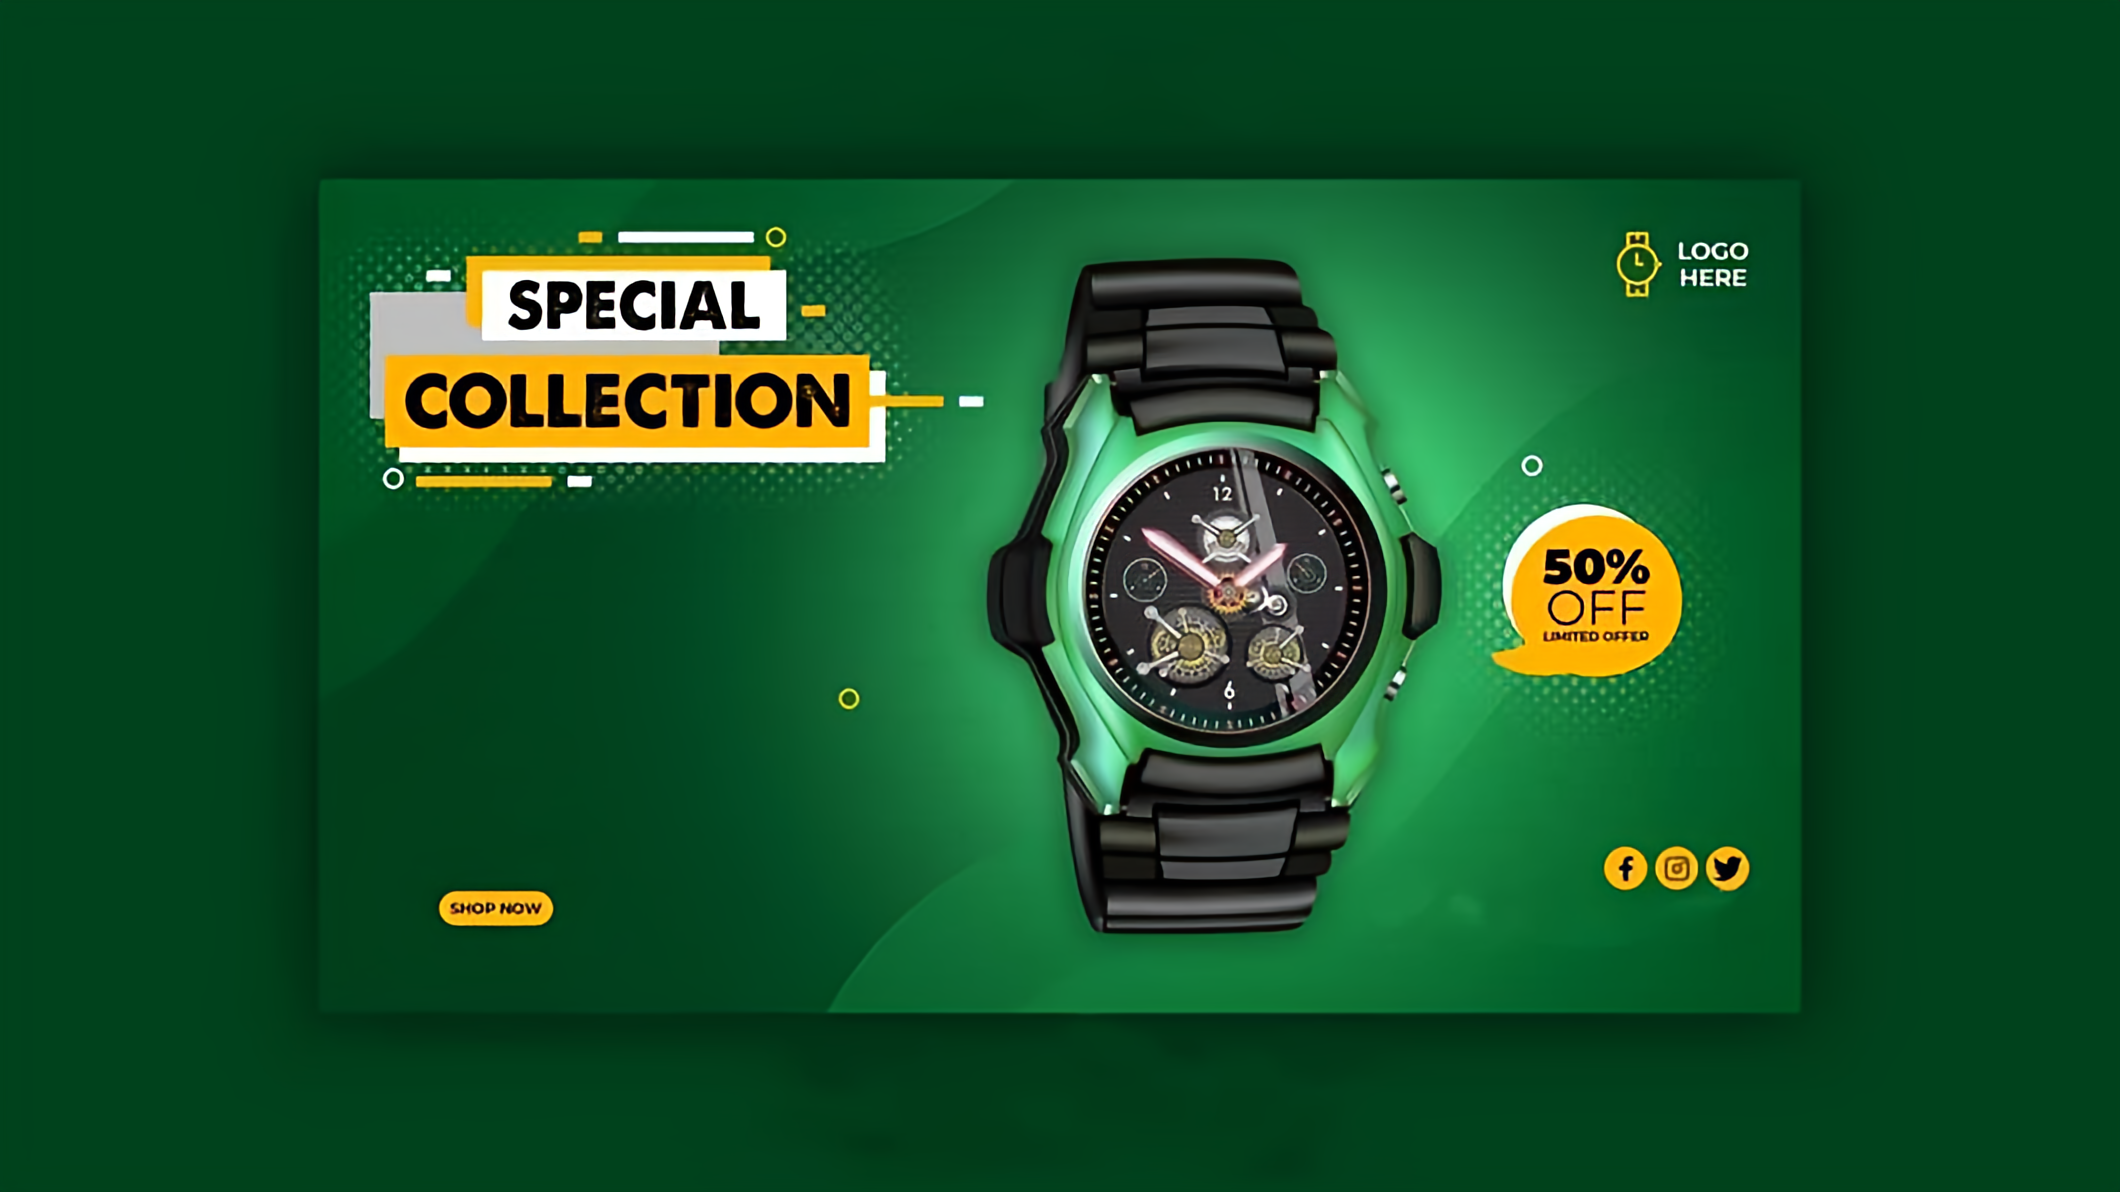 SPECIAL
COLLECTION
LOGO
HERE
12
6
50%
OFF
LIMITED OFFER
SHOP NOW